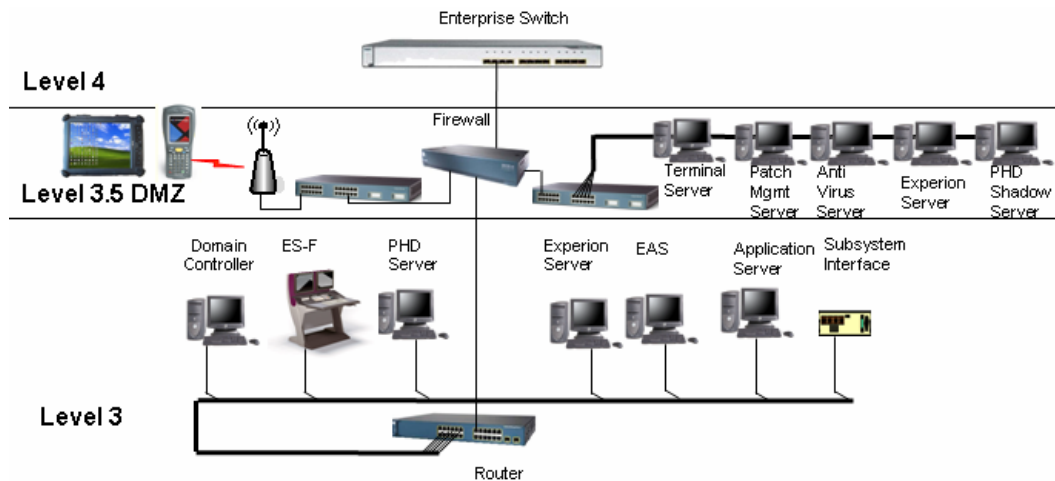 Enterprise Switch
Level 4
Firewall
((·))
Level 3.5 DMZ
Terminal
Server
Patch
Mgmt
Server
Anti
Virus
Server
Experion
Server
PHD
Shadow
Server
Domain
Controller
ES-F
PHD
Server
Experion
Server
EAS
Application
Server
Subsystem
Interface
Level 3
Router